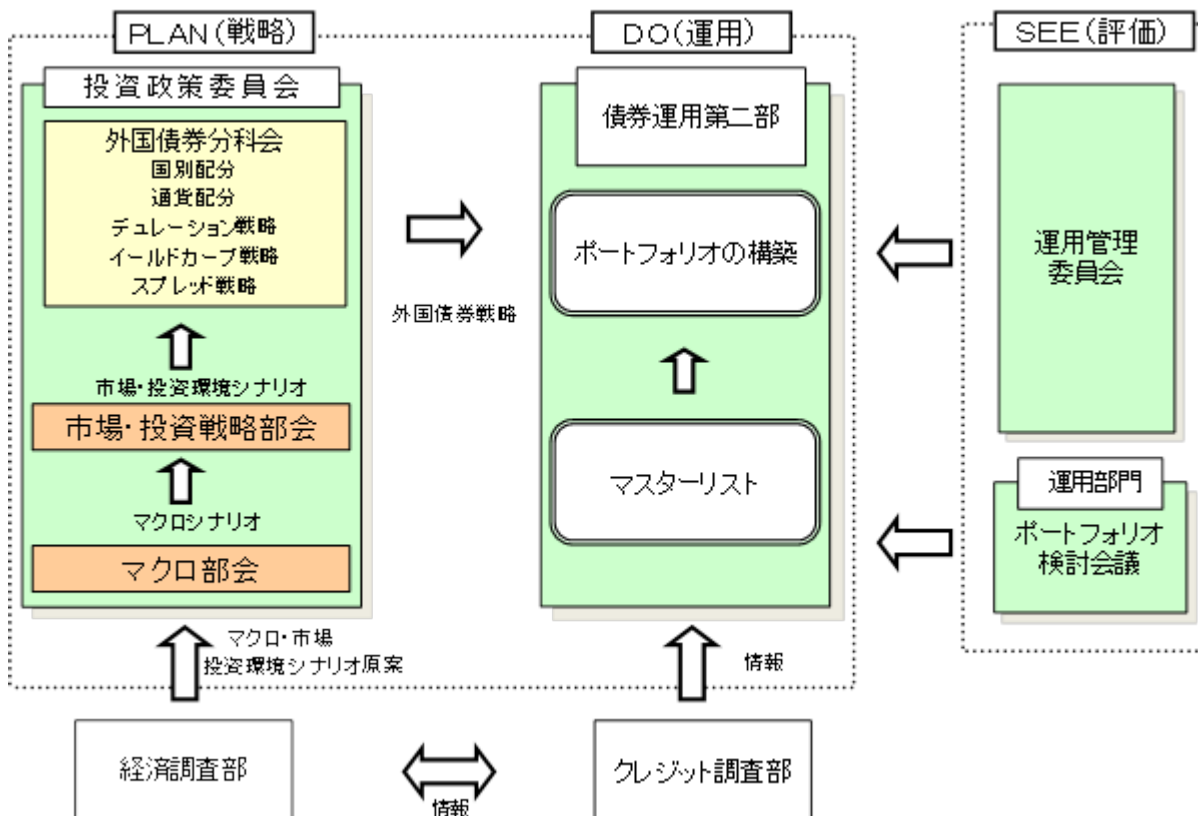 PLAN(戦略)
投資政策委員会
外国債券分科会
国別配分
通貨配分
デュレーション戦略
イールドカーブ戦略
スプレッド戦略
市場・投資環境シナリオ
市場・投資戦略部会
マクロシナリオ
マクロ部会
マクロ・市場
投資環境シナリオ原案
経済調査部
外国債券戦略
情報
DO(運用)
債券運用第二部
ポートフォリオの構築
マスターリスト
情報
クレジット調査部
SEE(評価)
運用管理
委員会
運用部門
ポートフォリオ
検討会議